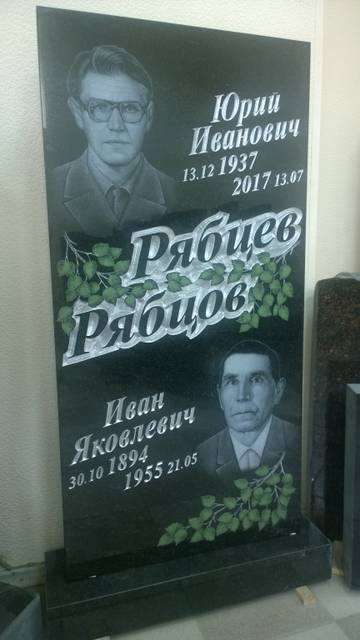 Юрий
Иванович
13.12 1937
2017 13.07
Рябцев
Рябцов
Иван
Яковлевич
30.10 1894
1955 21.05